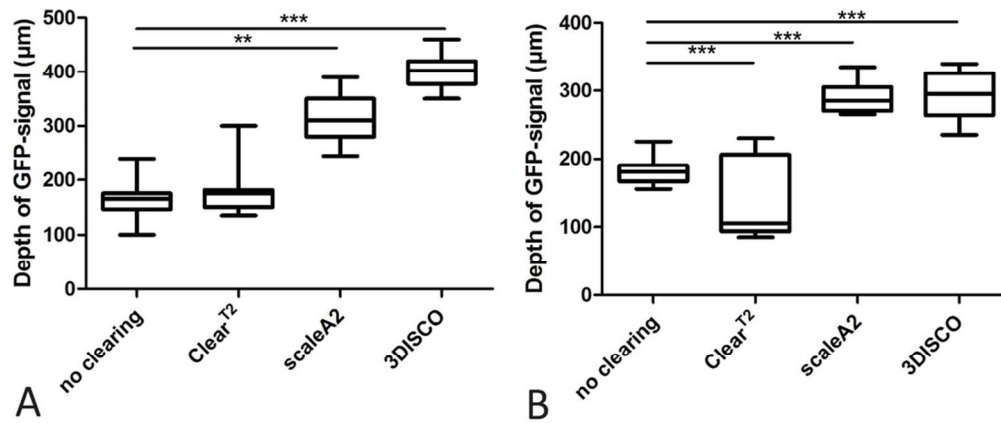 Depth of GFP-signal (µm)
500
400
300
200
100
0
***
**
no clearing
Clear^T2
scaleA2
3DISCO
A
Depth of GFP-signal (µm)
400
300
200
100
0
***
***
***
no clearing
Clear^T2
scaleA2
3DISCO
B